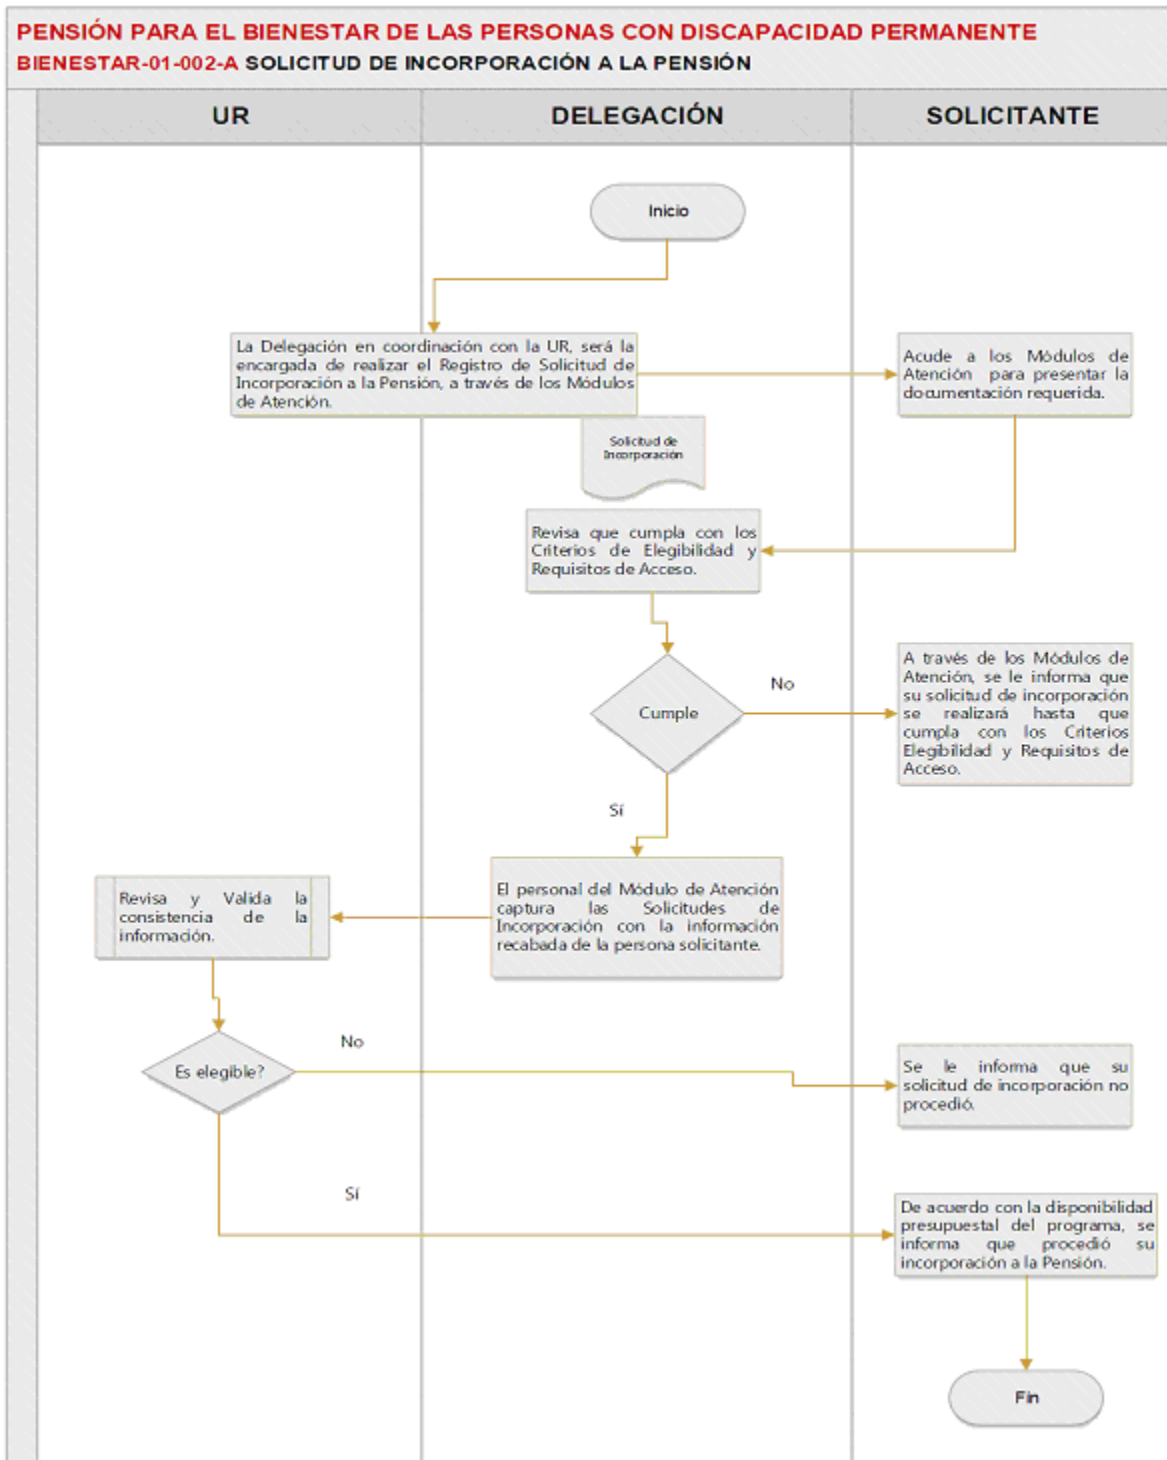 PENSIÓN PARA EL BIENESTAR DE LAS PERSONAS CON DISCAPACIDAD PERMANENTE
BIENESTAR-01-002-A SOLICITUD DE INCORPORACIÓN A LA PENSIÓN
UR
DELEGACIÓN
SOLICITANTE
Inicio
La Delegación en coordinación con la UR, será la
encargada de realizar el Registro de Solicitud de
Incorporación a la Pensión, a través de los Módulos
de Atención.
Acude a los Módulos de
Atención para presentar la
documentación requerida.
Solicitud de
Incorporación
Revisa que cumpla con los
Criterios de Elegibilidad y
Requisitos de Acceso.
Cumple
No
A través de los Módulos de
Atención, se le informa que
su solicitud de incorporación
se realizará hasta que
cumpla con los Criterios
Elegibilidad y Requisitos de
Acceso.
Sí
El personal del Módulo de Atención
captura las Solicitudes de
Incorporación con la información
recabada de la persona solicitante.
Revisa y Valida la
consistencia de la
información.
Es elegible?
No
Se le informa que su
solicitud de incorporación no
procedió.
Sí
De acuerdo con la disponibilidad
presupuestal del programa, se
informa que procedió su
incorporación a la Pensión.
Fin